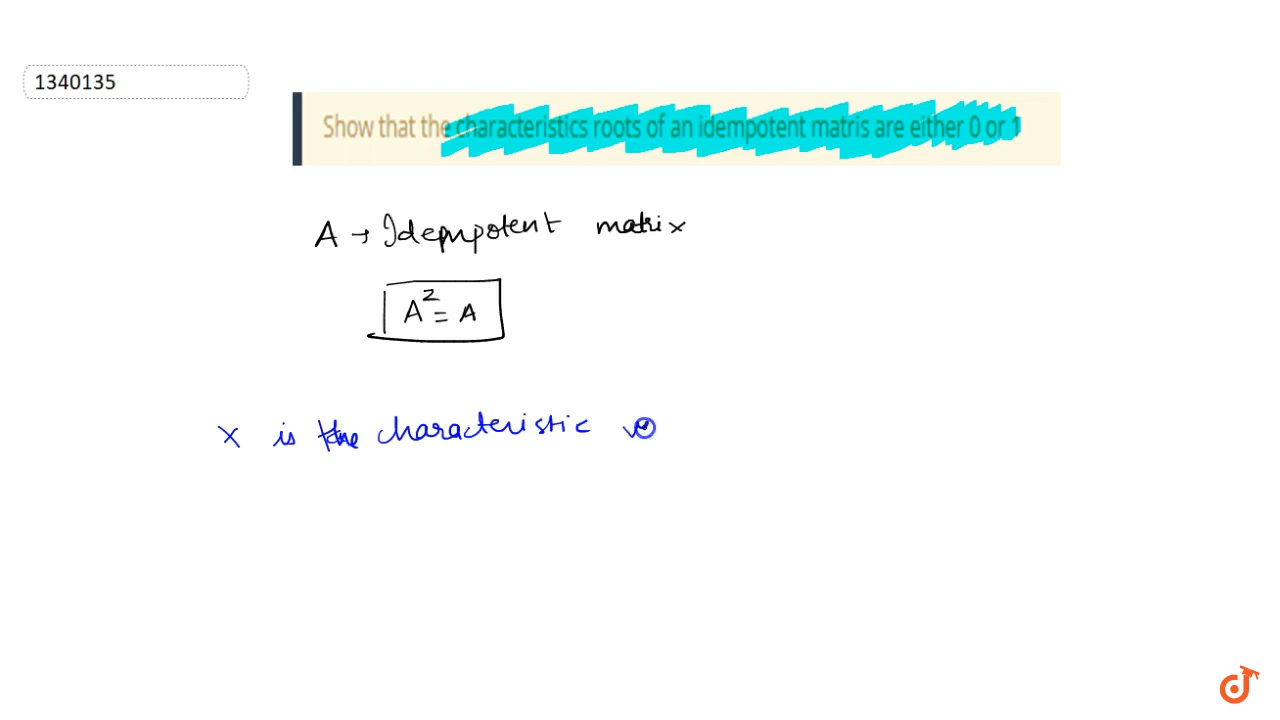 1340135
Show that the characteristics roots of an idempotent matris are either 0 or 1
A → Idempotent matrix
A² = A
X is the characteristic